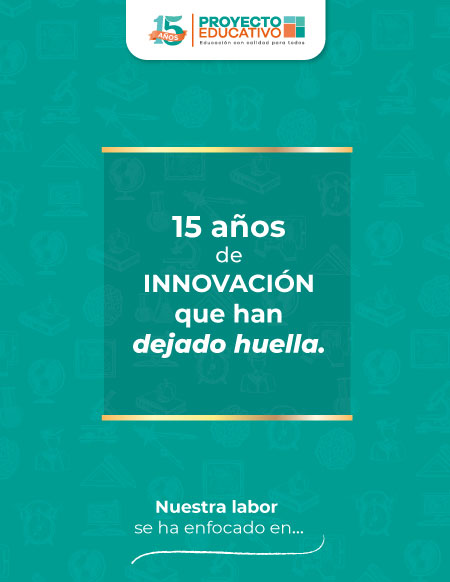 15 AÑOS
PROYECTO
EDUCATIVO
Educación con calidad para todos
15 años
de
INNOVACIÓN
que han
dejado huella.
Nuestra labor
se ha enfocado en...